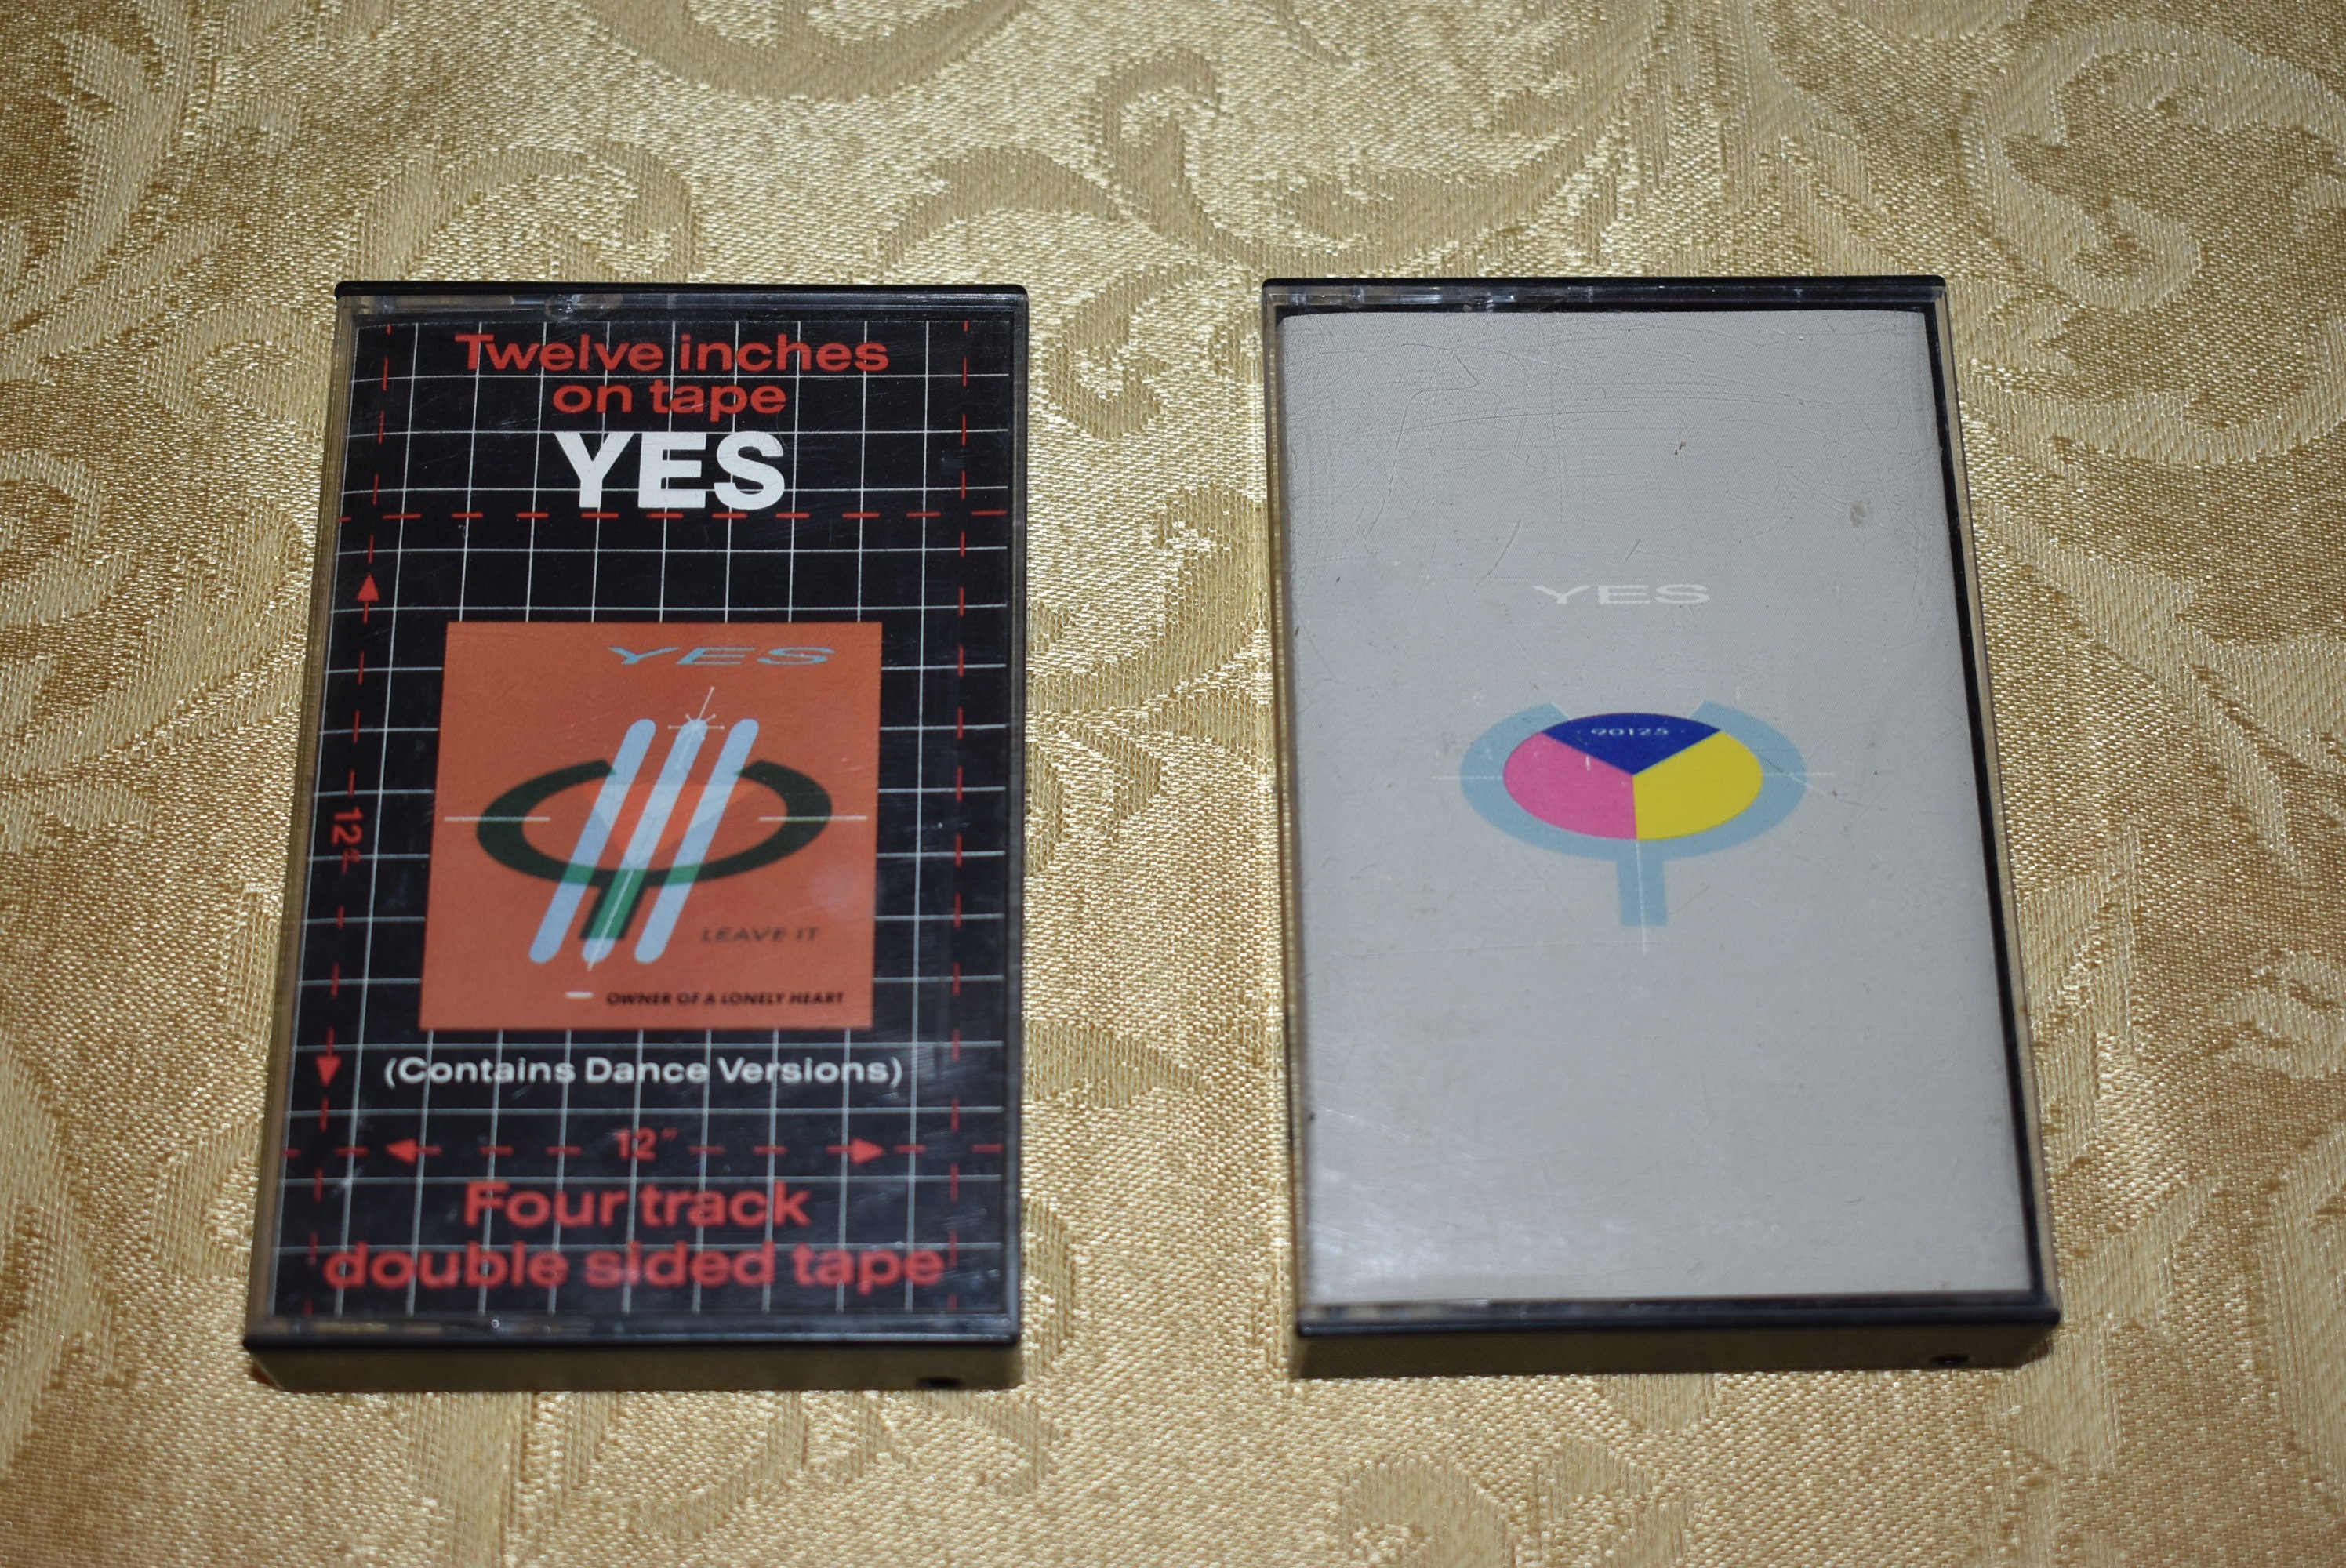 Twelve inches
on tape
YES
YES
12"
LEAVE IT
OWNER OF A LONELY HEART
(Contains Dance Versions)
12"
Four track
double sided tape
YES
90125